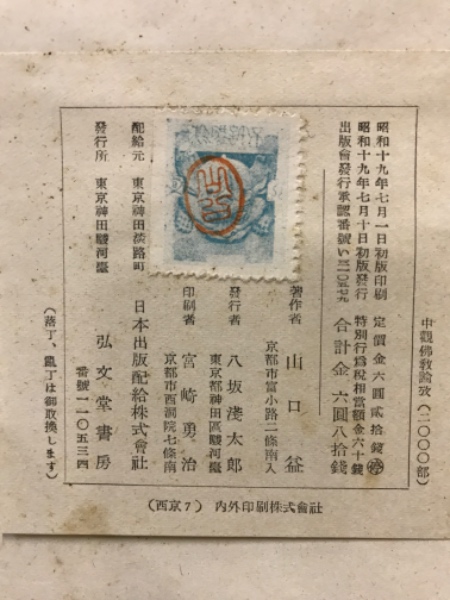 中觀佛敎論攷 (二〇〇〇部)
昭和十九年七月一日初版印刷
昭和十九年七月十日初版發行
出版會發行承認番號
定價金六圓貳拾錢 停
特別行爲税相當額金六十錢
合計金六圓八拾錢
著作者 山口益
京都市富小路二條南入
發行者 八坂淺太郎
東京都神田區駿河臺
印刷者 宮崎勇治
京都市西洞院七條南
配給元 東京神田淡路町 日本出版配給株式會社
發行所 東京神田駿河臺 弘文堂書房
番號一一〇五三四
(落丁、亂丁は御取換します)
(西京7) 內外印刷株式會社